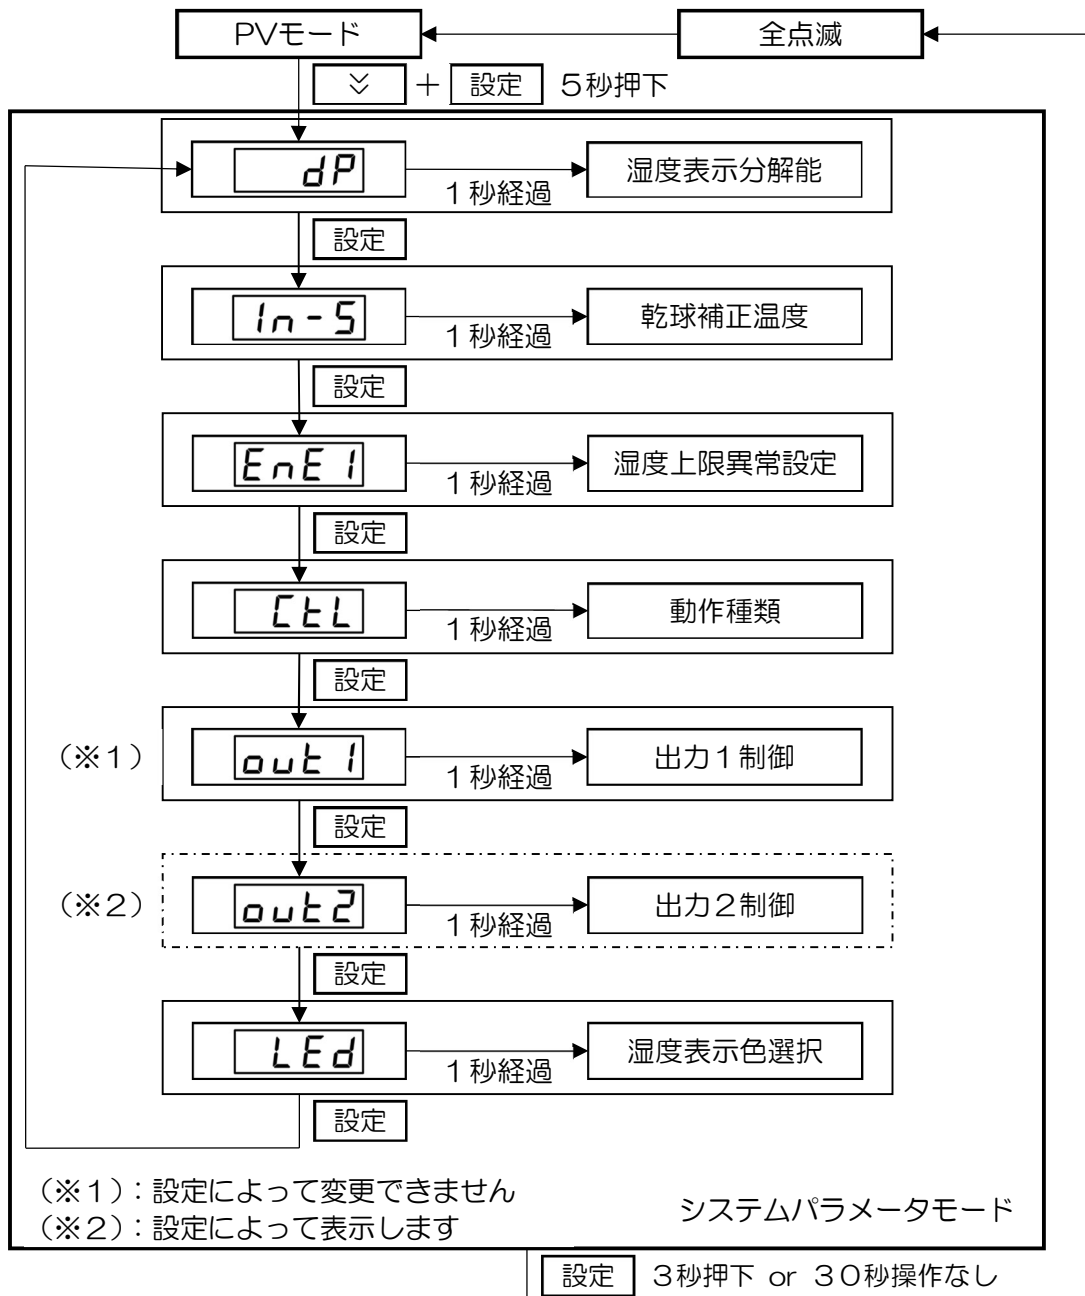 PVモード
全点滅
＋ 設定 5秒押下
dP
1秒経過
湿度表示分解能
設定
In-S
1秒経過
乾球補正温度
設定
EnE1
1秒経過
湿度上限異常設定
設定
CtL
1秒経過
動作種類
設定
（※1）
out1
1秒経過
出力1制御
設定
（※2）
out2
1秒経過
出力2制御
設定
LEd
1秒経過
湿度表示色選択
設定
（※1）：設定によって変更できません
（※2）：設定によって表示します
システムパラメータモード
設定 3秒押下 or 30秒操作なし